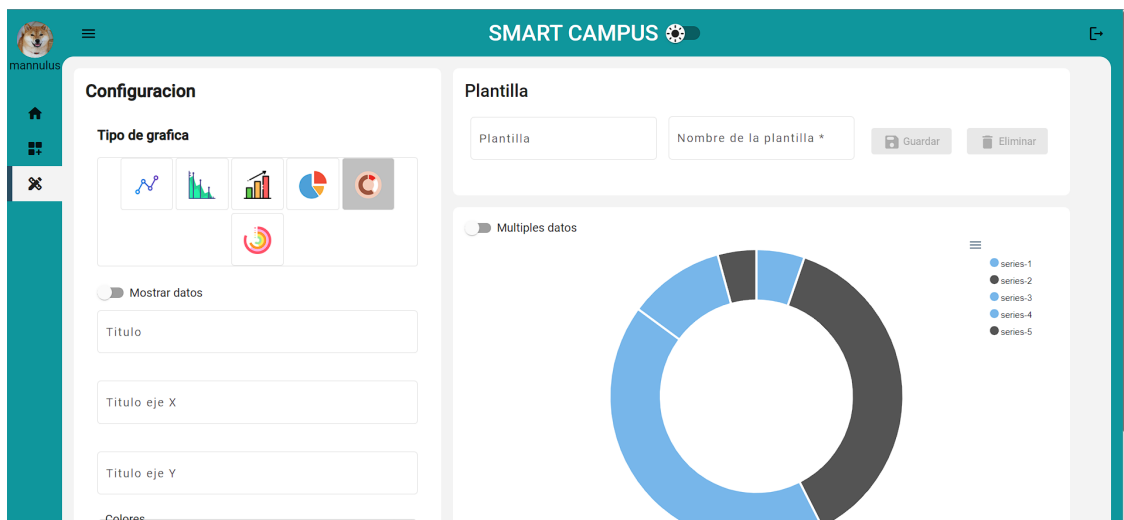 SMART CAMPUS
mannulus
Configuracion
Tipo de grafica
Mostrar datos
Titulo
Titulo eje X
Titulo eje Y
Colores
Plantilla
Plantilla
Nombre de la plantilla *
Guardar
Eliminar
Multiples datos
series-1
series-2
series-3
series-4
series-5